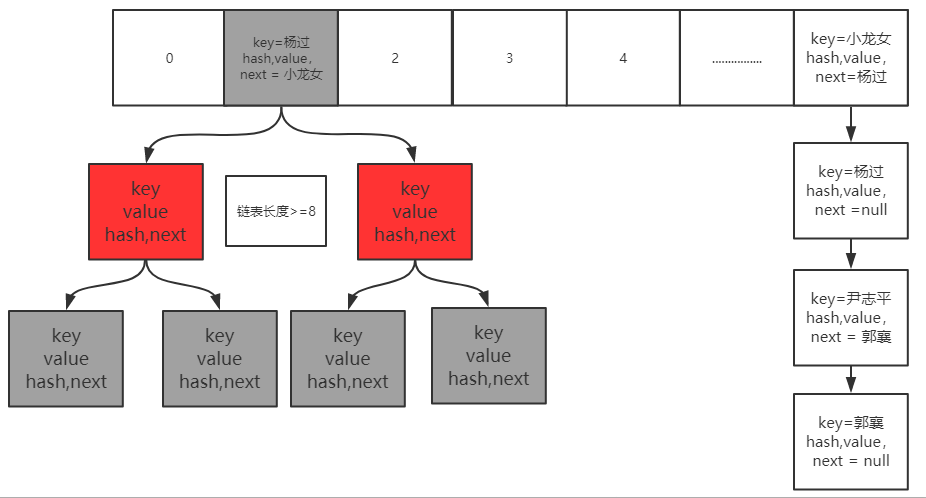 0
key=杨过
hash,value，
next = 小龙女
2
3
4
................
key=小龙女
hash,value，
next=杨过
key
value
hash,next
链表长度>=8
key
value
hash,next
key=杨过
hash,value，
next =null
key
value
hash,next
key
value
hash,next
key
value
hash,next
key
value
hash,next
key=尹志平
hash,value，
next = 郭襄
key=郭襄
hash,value，
next = null